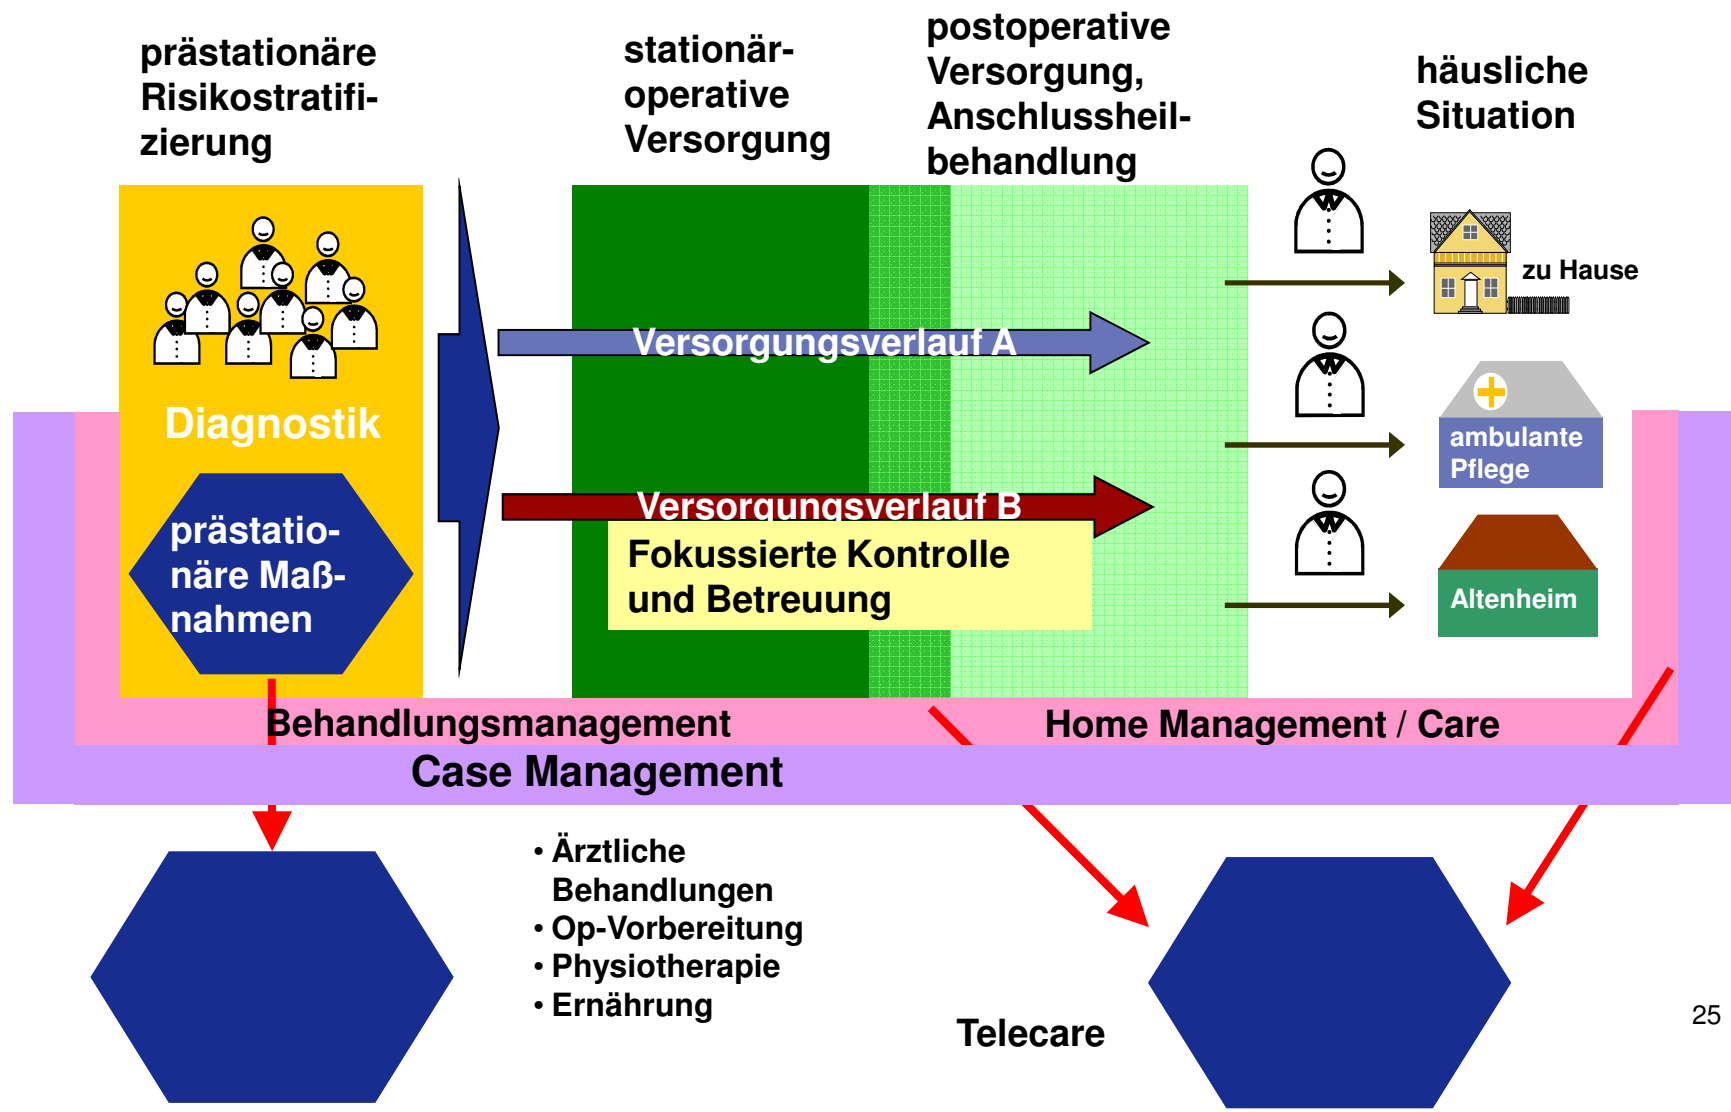 prästationäre
Risikostratifi-
zierung
stationär-
operative
Versorgung
postoperative
Versorgung,
Anschlussheil-
behandlung
häusliche
Situation
zu Hause
Versorgungsverlauf A
Diagnostik
ambulante
Pflege
prästatio-
näre Maß-
nahmen
Versorgungsverlauf B
Fokussierte Kontrolle
und Betreuung
Altenheim
Behandlungsmanagement
Home Management / Care
Case Management
• Ärztliche
Behandlungen
• Op-Vorbereitung
• Physiotherapie
• Ernährung
Telecare
25